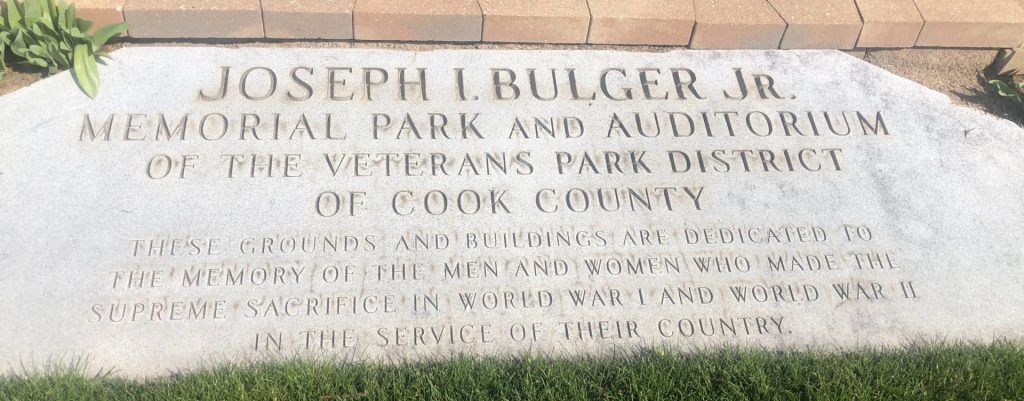 JOSEPH I. BULGER JR.
MEMORIAL PARK AND AUDITORIUM
OF THE VETERANS PARK DISTRICT
OF COOK COUNTY
THESE GROUNDS AND BUILDINGS ARE DEDICATED TO
THE MEMORY OF THE MEN AND WOMEN WHO MADE THE
SUPREME SACRIFICE IN WORLD WAR I AND WORLD WAR II
IN THE SERVICE OF THEIR COUNTRY.